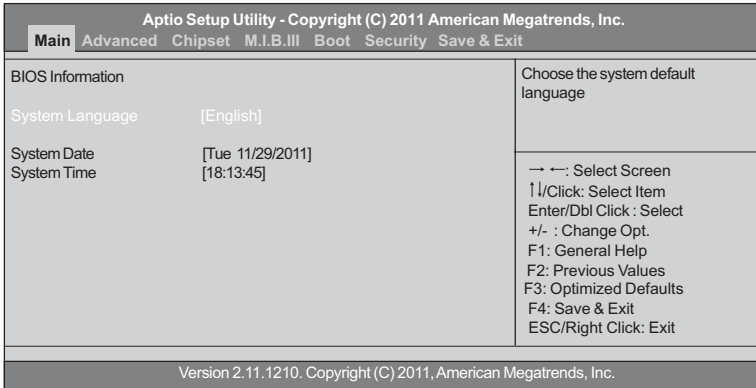 Aptio Setup Utility - Copyright (C) 2011 American Megatrends, Inc.
Main Advanced Chipset M.I.B.III Boot Security Save & Exit
BIOS Information
System Language [English]
System Date [Tue 11/29/2011]
System Time [18:13:45]
Choose the system default
language
→ ←: Select Screen
↑↓/Click: Select Item
Enter/Dbl Click : Select
+/- : Change Opt.
F1: General Help
F2: Previous Values
F3: Optimized Defaults
F4: Save & Exit
ESC/Right Click: Exit
Version 2.11.1210. Copyright (C) 2011, American Megatrends, Inc.